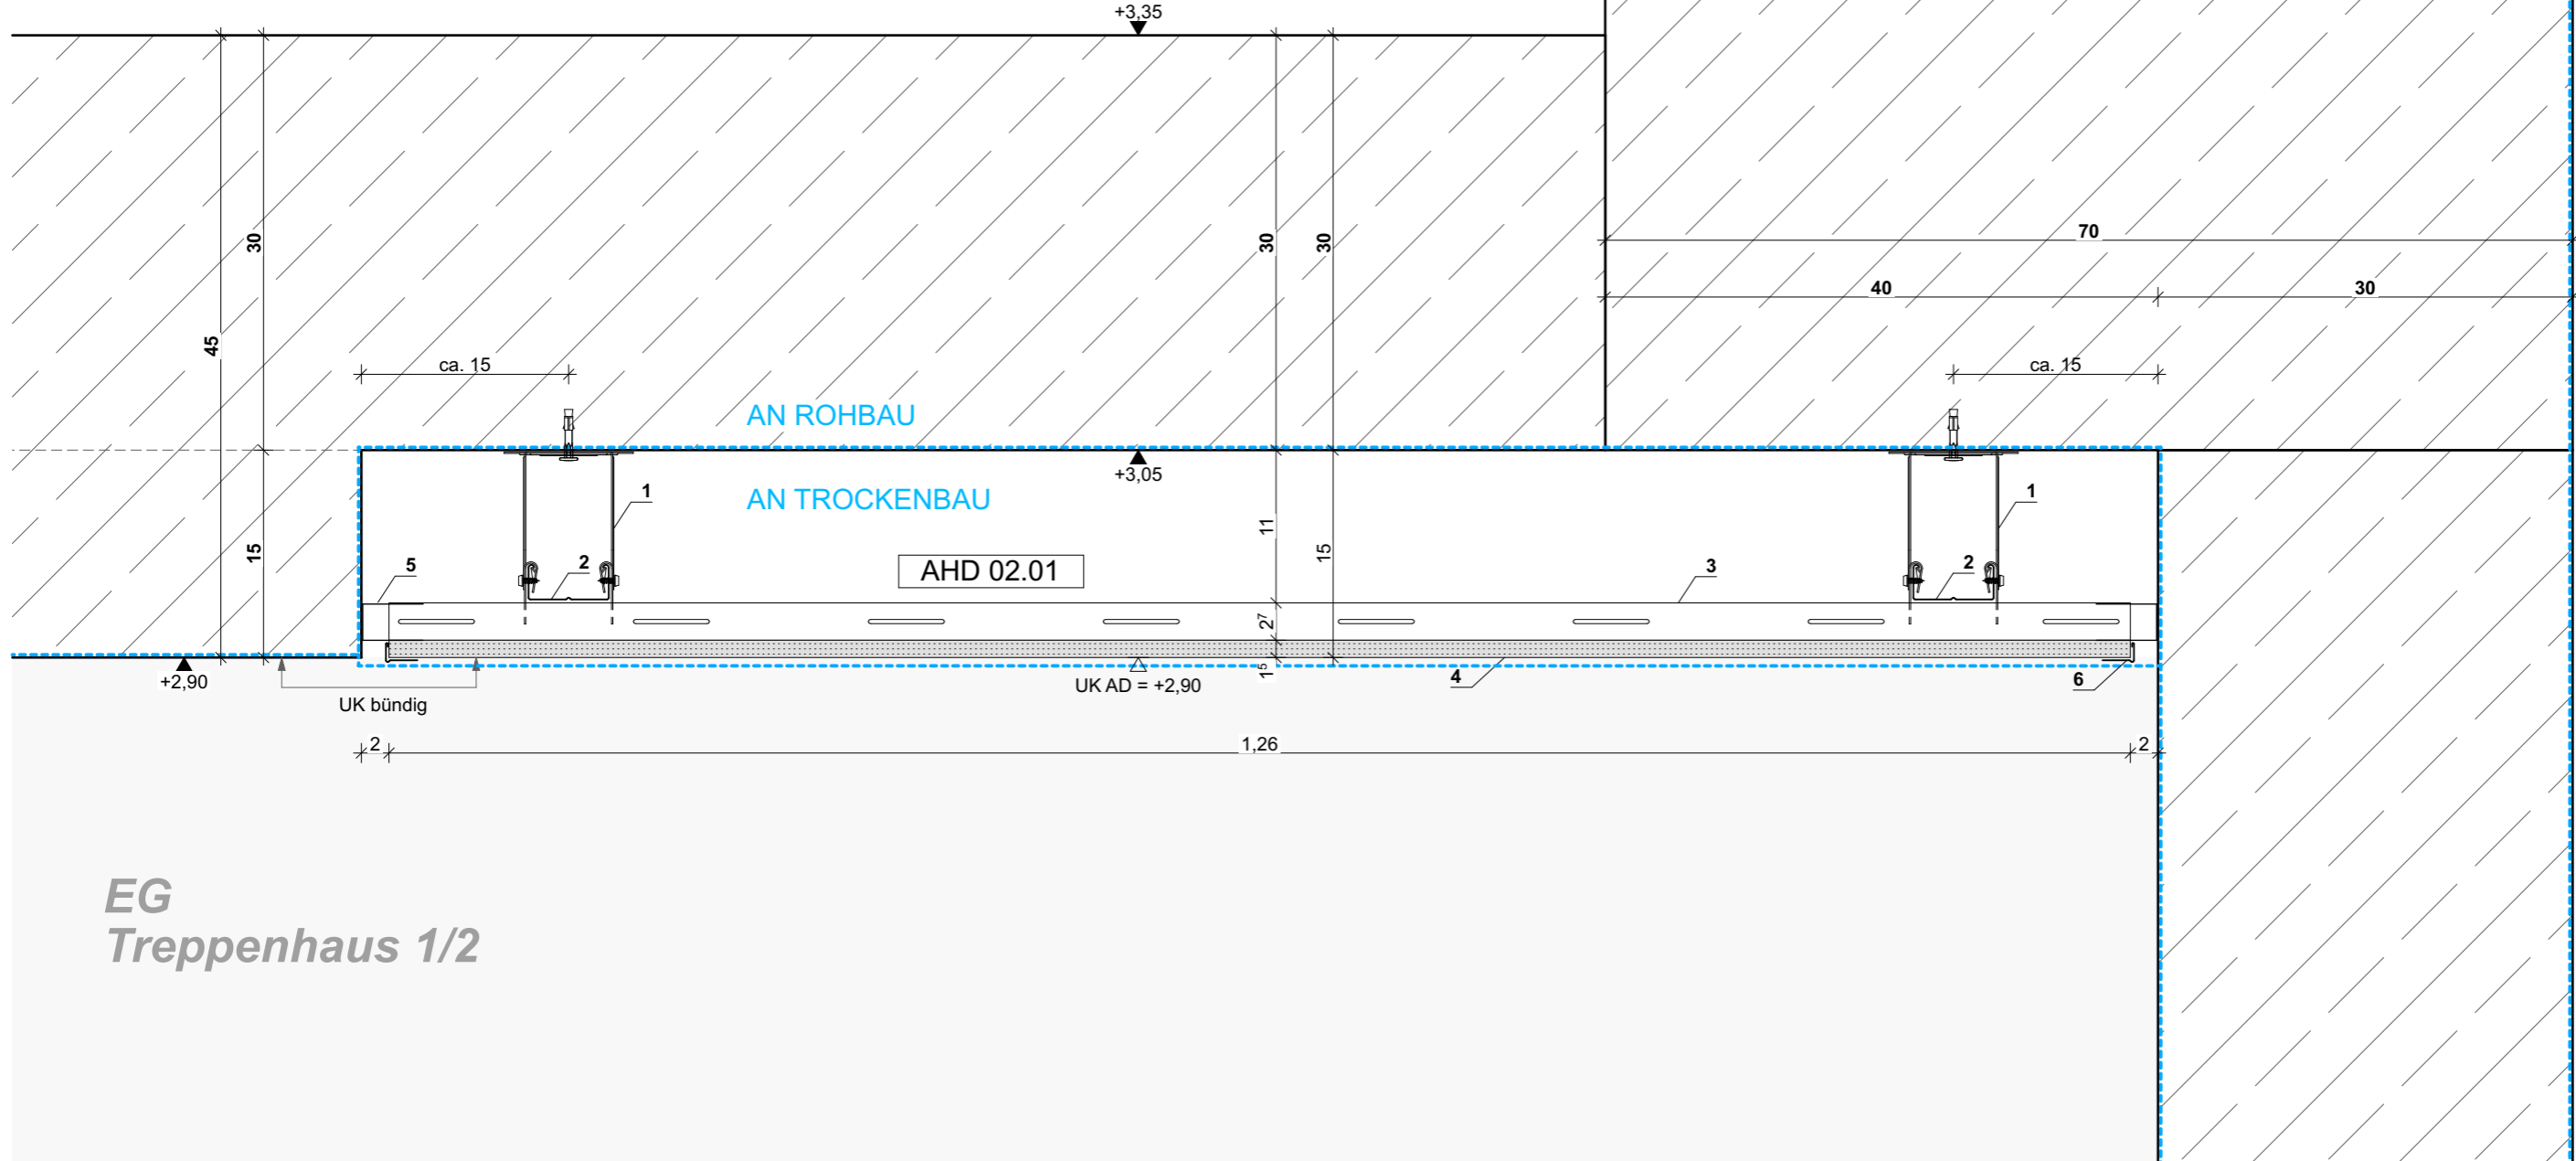 +3,35
30
45
30
30
70
40
30
ca. 15
ca. 15
AN ROHBAU
+3,05
AN TROCKENBAU
1
1
11
15
15
5
2
AHD 02.01
3
2
2⁷
1⁵
+2,90
UK bündig
UK AD = +2,90
4
6
2
1,26
2
EG
Treppenhaus 1/2